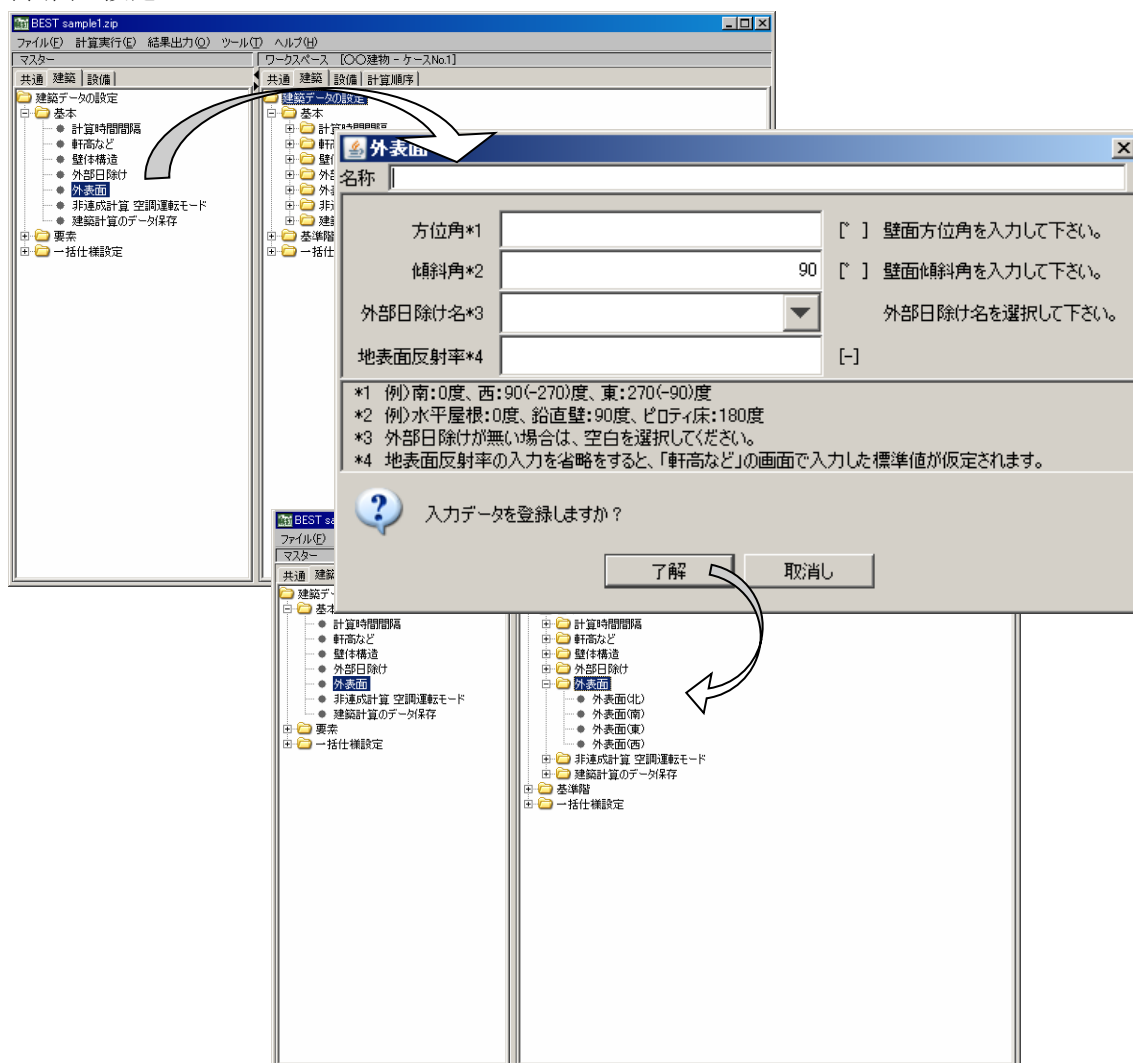 BEST sample1.zip
ファイル(F) 計算実行(E) 結果出力(O) ツール(T) ヘルプ(H)
マスター
ワークスペース [〇〇建物 - ケースNo.1]
共通 建築 設備
共通 建築 設備 計算順序
建築データの設定
基本
計算時間間隔
軒高など
壁体構造
外部日除け
外表面
非連成計算 空調運転モード
建築計算のデータ保存
要素
一括仕様設定
建築データの設定
基本
計算時間間隔
基準階
一括仕
外表面
名称
方位角*1 [゜] 壁面方位角を入力して下さい。
傾斜角*2 90 [゜] 壁面傾斜角を入力して下さい。
外部日除け名*3 外部日除け名を選択して下さい。
地表面反射率*4 [-]
*1 例)南:0度、西:90(-270)度、東:270(-90)度
*2 例)水平屋根:0度、鉛直壁:90度、ピロティ床:180度
*3 外部日除けが無い場合は、空白を選択してください。
*4 地表面反射率の入力を省略をすると、「軒高など」の画面で入力した標準値が仮定されます。
入力データを登録しますか?
了解 取消し
BEST sa
ファイル(F)
マスター
共通 建築
建築デー
基本
計算時間間隔
軒高など
壁体構造
外部日除け
外表面
非連成計算 空調運転モード
建築計算のデータ保存
要素
一括仕様設定
計算時間間隔
軒高など
壁体構造
外部日除け
外表面
外表面(北)
外表面(南)
外表面(東)
外表面(西)
非連成計算 空調運転モード
建築計算のデータ保存
基準階
一括仕様設定